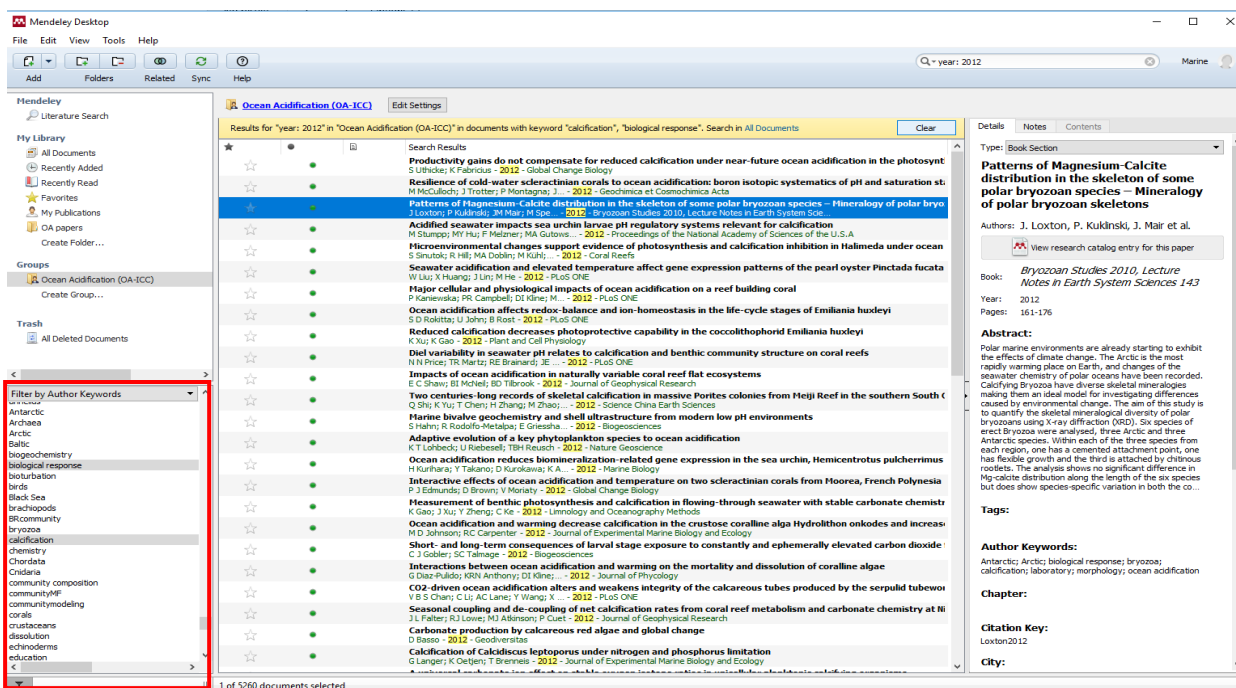 Mendeley Desktop
File Edit View Tools Help
year: 2012
Marine
Add Folders Related Sync Help
Mendeley
Literature Search
My Library
All Documents
Recently Added
Recently Read
Favorites
My Publications
OA papers
Create Folder...
Groups
Ocean Acidification (OA-ICC)
Create Group...
Trash
All Deleted Documents
Filter by Author Keywords
Antarctic
Archaea
Arctic
Baltic
biogeochemistry
biological response
bioturbation
birds
Black Sea
brachiopods
BRcommunity
bryozoa
calcification
chemistry
Chordata
Cnidaria
community composition
communityMF
communitymodeling
corals
crustaceans
dissolution
echinoderms
education
Ocean Acidification (OA-ICC) Edit Settings
Results for "year: 2012" in "Ocean Acidification (OA-ICC)" in documents with keyword "calcification", "biological response". Search in All Documents Clear
Search Results
Productivity gains do not compensate for reduced calcification under near-future ocean acidification in the photosynt
S Uthicke; K Fabricius - 2012 - Global Change Biology
Resilience of cold-water scleractinian corals to ocean acidification: boron isotopic systematics of pH and saturation sta
M McCulloch; J Trotter; P Montagna; J... - 2012 - Geochimica et Cosmochimica Acta
Patterns of Magnesium-Calcite distribution in the skeleton of some polar bryozoan species – Mineralogy of polar bryo
J Loxton; P Kuklinski; JM Mair; M Spe... - 2012 - Bryozoan Studies 2010, Lecture Notes in Earth System Scie...
Acidified seawater impacts sea urchin larvae pH regulatory systems relevant for calcification
M Stumpp; MY Hu; F Melzner; MA Gutows... - 2012 - Proceedings of the National Academy of Sciences of the U.S.A
Microenvironmental changes support evidence of photosynthesis and calcification inhibition in Halimeda under ocean
S Sinutok; R Hill; MA Doblin; M Kühl;... - 2012 - Coral Reefs
Seawater acidification and elevated temperature affect gene expression patterns of the pearl oyster Pinctada fucata
W Liu; X Huang; J Lin; M He - 2012 - PLoS ONE
Major cellular and physiological impacts of ocean acidification on a reef building coral
P Kaniewska; PR Campbell; DI Kline; M... - 2012 - PLoS ONE
Ocean acidification affects redox-balance and ion-homeostasis in the life-cycle stages of Emiliania huxleyi
S D Rokitta; U John; B Rost - 2012 - PLoS ONE
Reduced calcification decreases photoprotective capability in the coccolithophorid Emiliania huxleyi
K Xu; K Gao - 2012 - Plant and Cell Physiology
Diel variability in seawater pH relates to calcification and benthic community structure on coral reefs
N N Price; TR Martz; RE Brainard; JE ... - 2012 - PLoS ONE
Impacts of ocean acidification in naturally variable coral reef flat ecosystems
E C Shaw; BI McNeil; BD Tilbrook - 2012 - Journal of Geophysical Research
Two centuries-long records of skeletal calcification in massive Porites colonies from Meiji Reef in the southern South C
Q Shi; K Yu; T Chen; H Zhang; M Zhao;... - 2012 - Science China Earth Sciences
Marine bivalve geochemistry and shell ultrastructure from modern low pH environments
S Hahn; R Rodolfo-Metalpa; E Griessha... - 2012 - Biogeosciences
Adaptive evolution of a key phytoplankton species to ocean acidification
K T Lohbeck; U Riebesell; TBH Reusch - 2012 - Nature Geoscience
Ocean acidification reduces biomineralization-related gene expression in the sea urchin, Hemicentrotus pulcherrimus
H Kurihara; Y Takano; D Kurokawa; K A... - 2012 - Marine Biology
Interactive effects of ocean acidification and temperature on two scleractinian corals from Moorea, French Polynesia
P J Edmunds; D Brown; V Moriaty - 2012 - Global Change Biology
Measurement of benthic photosynthesis and calcification in flowing-through seawater with stable carbonate chemistr
K Gao; J Xu; Y Zheng; C Ke - 2012 - Limnology and Oceanography Methods
Ocean acidification and warming decrease calcification in the crustose coralline alga Hydrolithon onkodes and increas
M D Johnson; RC Carpenter - 2012 - Journal of Experimental Marine Biology and Ecology
Short- and long-term consequences of larval stage exposure to constantly and ephemerally elevated carbon dioxide
C J Gobler; SC Talmage - 2012 - Biogeosciences
Interactions between ocean acidification and warming on the mortality and dissolution of coralline algae
G Diaz-Pulido; KRN Anthony; DI Kline;... - 2012 - Journal of Phycology
CO2-driven ocean acidification alters and weakens integrity of the calcareous tubes produced by the serpulid tubewor
V B S Chan; C Li; AC Lane; Y Wang; X ... - 2012 - PLoS ONE
Seasonal coupling and de-coupling of net calcification rates from coral reef metabolism and carbonate chemistry at Ni
J L Falter; RJ Lowe; MJ Atkinson; P Cuet - 2012 - Journal of Geophysical Research
Carbonate production by calcareous red algae and global change
D Basso - 2012 - Geodiversitas
Calcification of Calcidiscus leptoporus under nitrogen and phosphorus limitation
G Langer; K Oetjen; T Brenneis - 2012 - Journal of Experimental Marine Biology and Ecology
1 of 5260 documents selected
Details Notes Contents
Type: Book Section
Patterns of Magnesium-Calcite
distribution in the skeleton of some
polar bryozoan species – Mineralogy
of polar bryozoan skeletons
Authors: J. Loxton, P. Kuklinski, J. Mair et al.
View research catalog entry for this paper
Book: Bryozoan Studies 2010, Lecture
Notes in Earth System Sciences 143
Year: 2012
Pages: 161-176
Abstract:
Polar marine environments are already starting to exhibit
the effects of climate change. The Arctic is the most
rapidly warming place on Earth, and changes of the
seawater chemistry of polar oceans have been recorded.
Calcifying Bryozoa have diverse skeletal mineralogies
making them an ideal model for investigating differences
caused by environmental change. The aim of this study is
to quantify the skeletal mineralogical diversity of polar
bryozoans using X-ray diffraction (XRD). Six species of
erect Bryozoa were analysed, three Arctic and three
Antarctic species. Within each of the three species from
each region, one has a cemented attachment point, one
has flexible growth and the third is attached by chitinous
rootlets. The analysis shows no significant difference in
Mg-calcite distribution along the length of the six species
but does show species-specific variation in both the co...
Tags:
Author Keywords:
Antarctic; Arctic; biological response; bryozoa;
calcification; laboratory; morphology; ocean acidification
Chapter:
Citation Key:
Loxton2012
City: